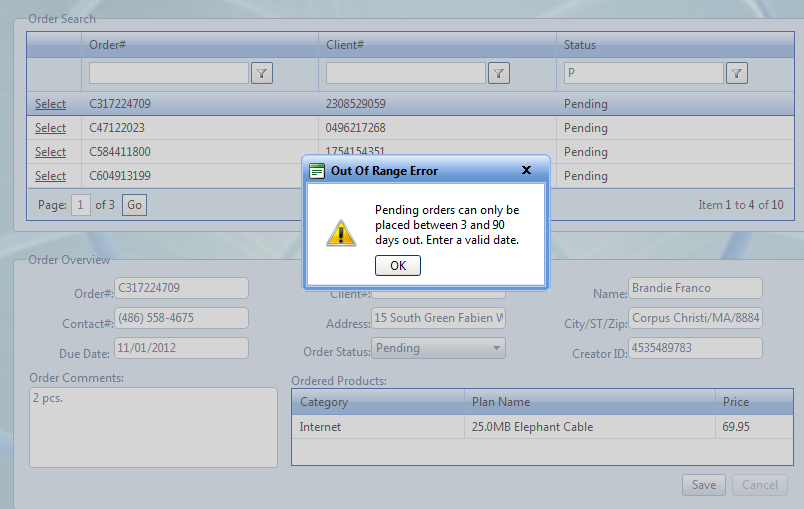 Order Search
Order# Client# Status
P
Select C317224709 2308529059 Pending
Select C47122023 0496217268 Pending
Select C584411800 1754154351 Pending
Select C604913199 Pending
Page: 1 of 3 Go Item 1 to 4 of 10
Out Of Range Error X
Pending orders can only be
placed between 3 and 90
days out. Enter a valid date.
OK
Order Overview
Order#: C317224709 Client#: Name: Brandie Franco
Contact#: (486) 558-4675 Address: 15 South Green Fabien W City/ST/Zip: Corpus Christi/MA/8884
Due Date: 11/01/2012 Order Status: Pending Creator ID: 4535489783
Order Comments: Ordered Products:
2 pcs.
Category Plan Name Price
Internet 25.0MB Elephant Cable 69.95
Save Cancel